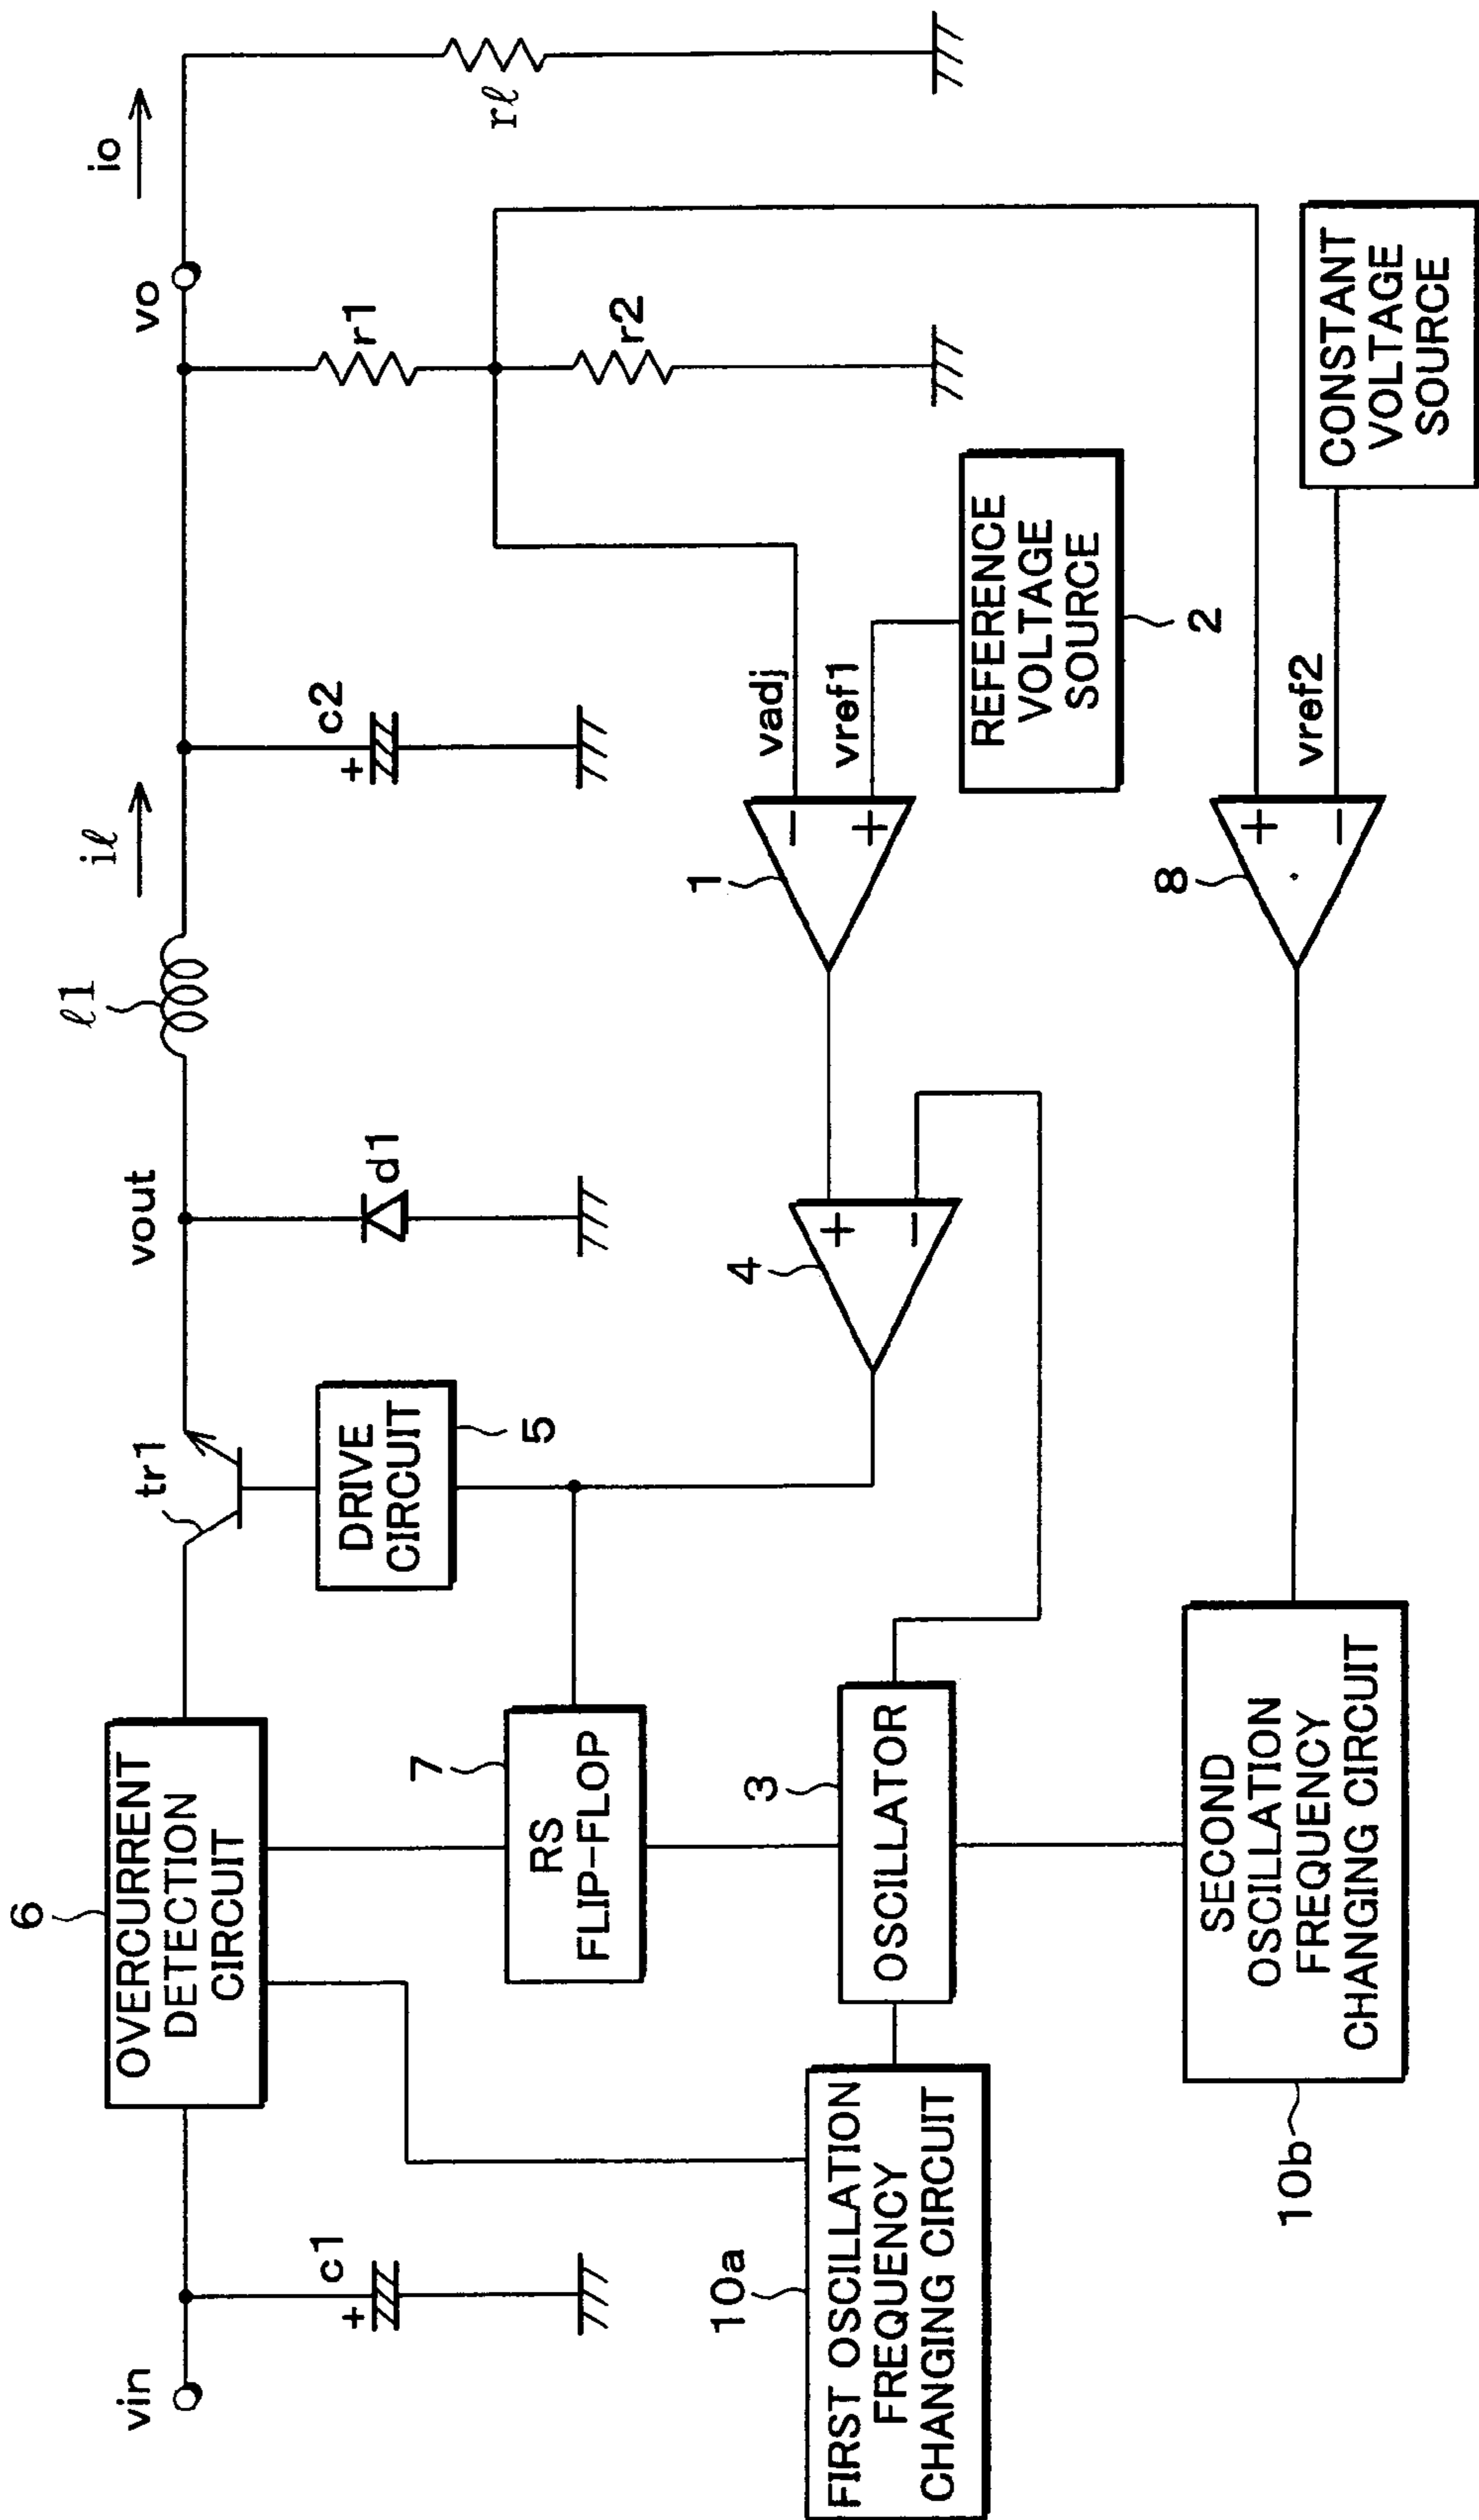 vin
c1
+
6
OVERCURRENT
DETECTION
CIRCUIT
tr1
vout
ℓ1
iℓ
vo
io
DRIVE
CIRCUIT
5
d1
c2
+
r1
r2
rℓ
7
RS
FLIP-FLOP
4
+
−
1
−
+
vadj
vref1
REFERENCE
VOLTAGE
SOURCE
2
10a
FIRST OSCILLATION
FREQUENCY
CHANGING CIRCUIT
3
OSCILLATOR
8
+
−
vref2
CONSTANT
VOLTAGE
SOURCE
SECOND
OSCILLATION
FREQUENCY
CHANGING CIRCUIT
10b